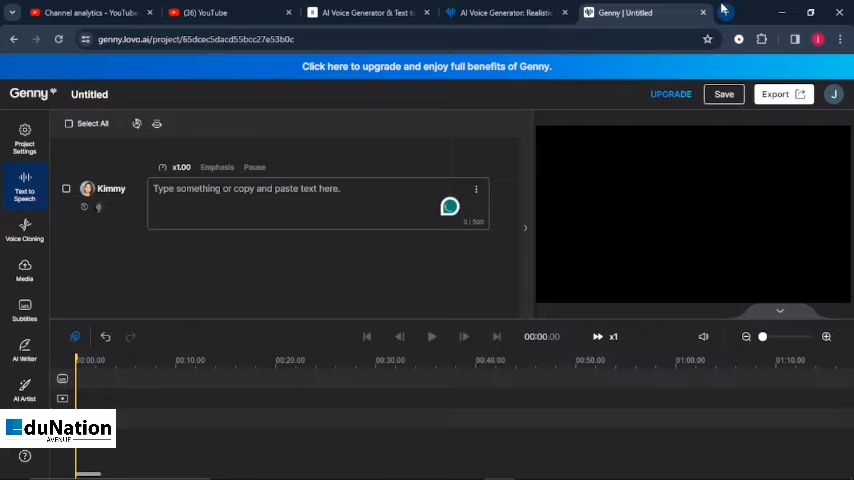 Channel analytics - YouTube
(36) YouTube
AI Voice Generator & Text to
AI Voice Generator: Realistic
Genny | Untitled
genny.lovo.ai/project/65dcec5dacd55bcc27e53b0c
Click here to upgrade and enjoy full benefits of Genny.
Genny
Untitled
UPGRADE
Save
Export
J
Project
Settings
Select All
x1.00 Emphasis Pause
Text to
Speech
Kimmy
Type something or copy and paste text here.
0 / 500
Voice Cloning
Media
Subtitles
AI Writer
AI Artist
00:00.00
x1
00:00.00 00:10.00 00:20.00 00:30.00 00:40.00 00:50.00 01:00.00 01:10.00
duNation
AVENUE